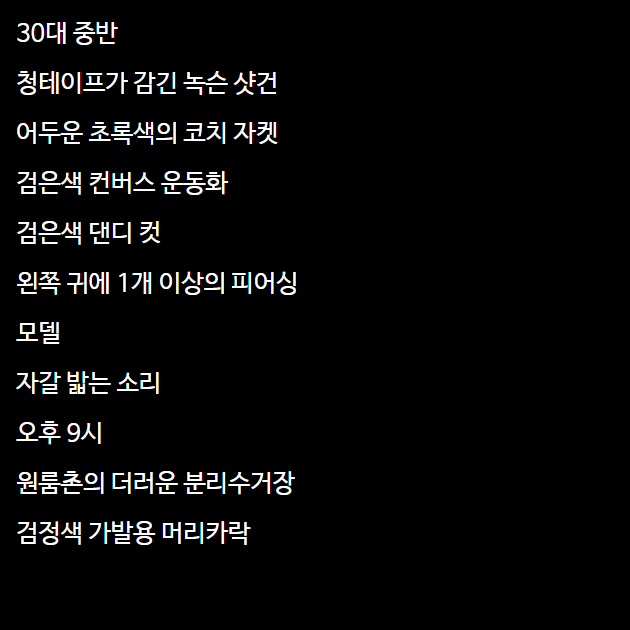 30대 중반
청테이프가 감긴 녹슨 샷건
어두운 초록색의 코치 자켓
검은색 컨버스 운동화
검은색 댄디 컷
왼쪽 귀에 1개 이상의 피어싱
모델
자갈 밟는 소리
오후 9시
원룸촌의 더러운 분리수거장
검정색 가발용 머리카락